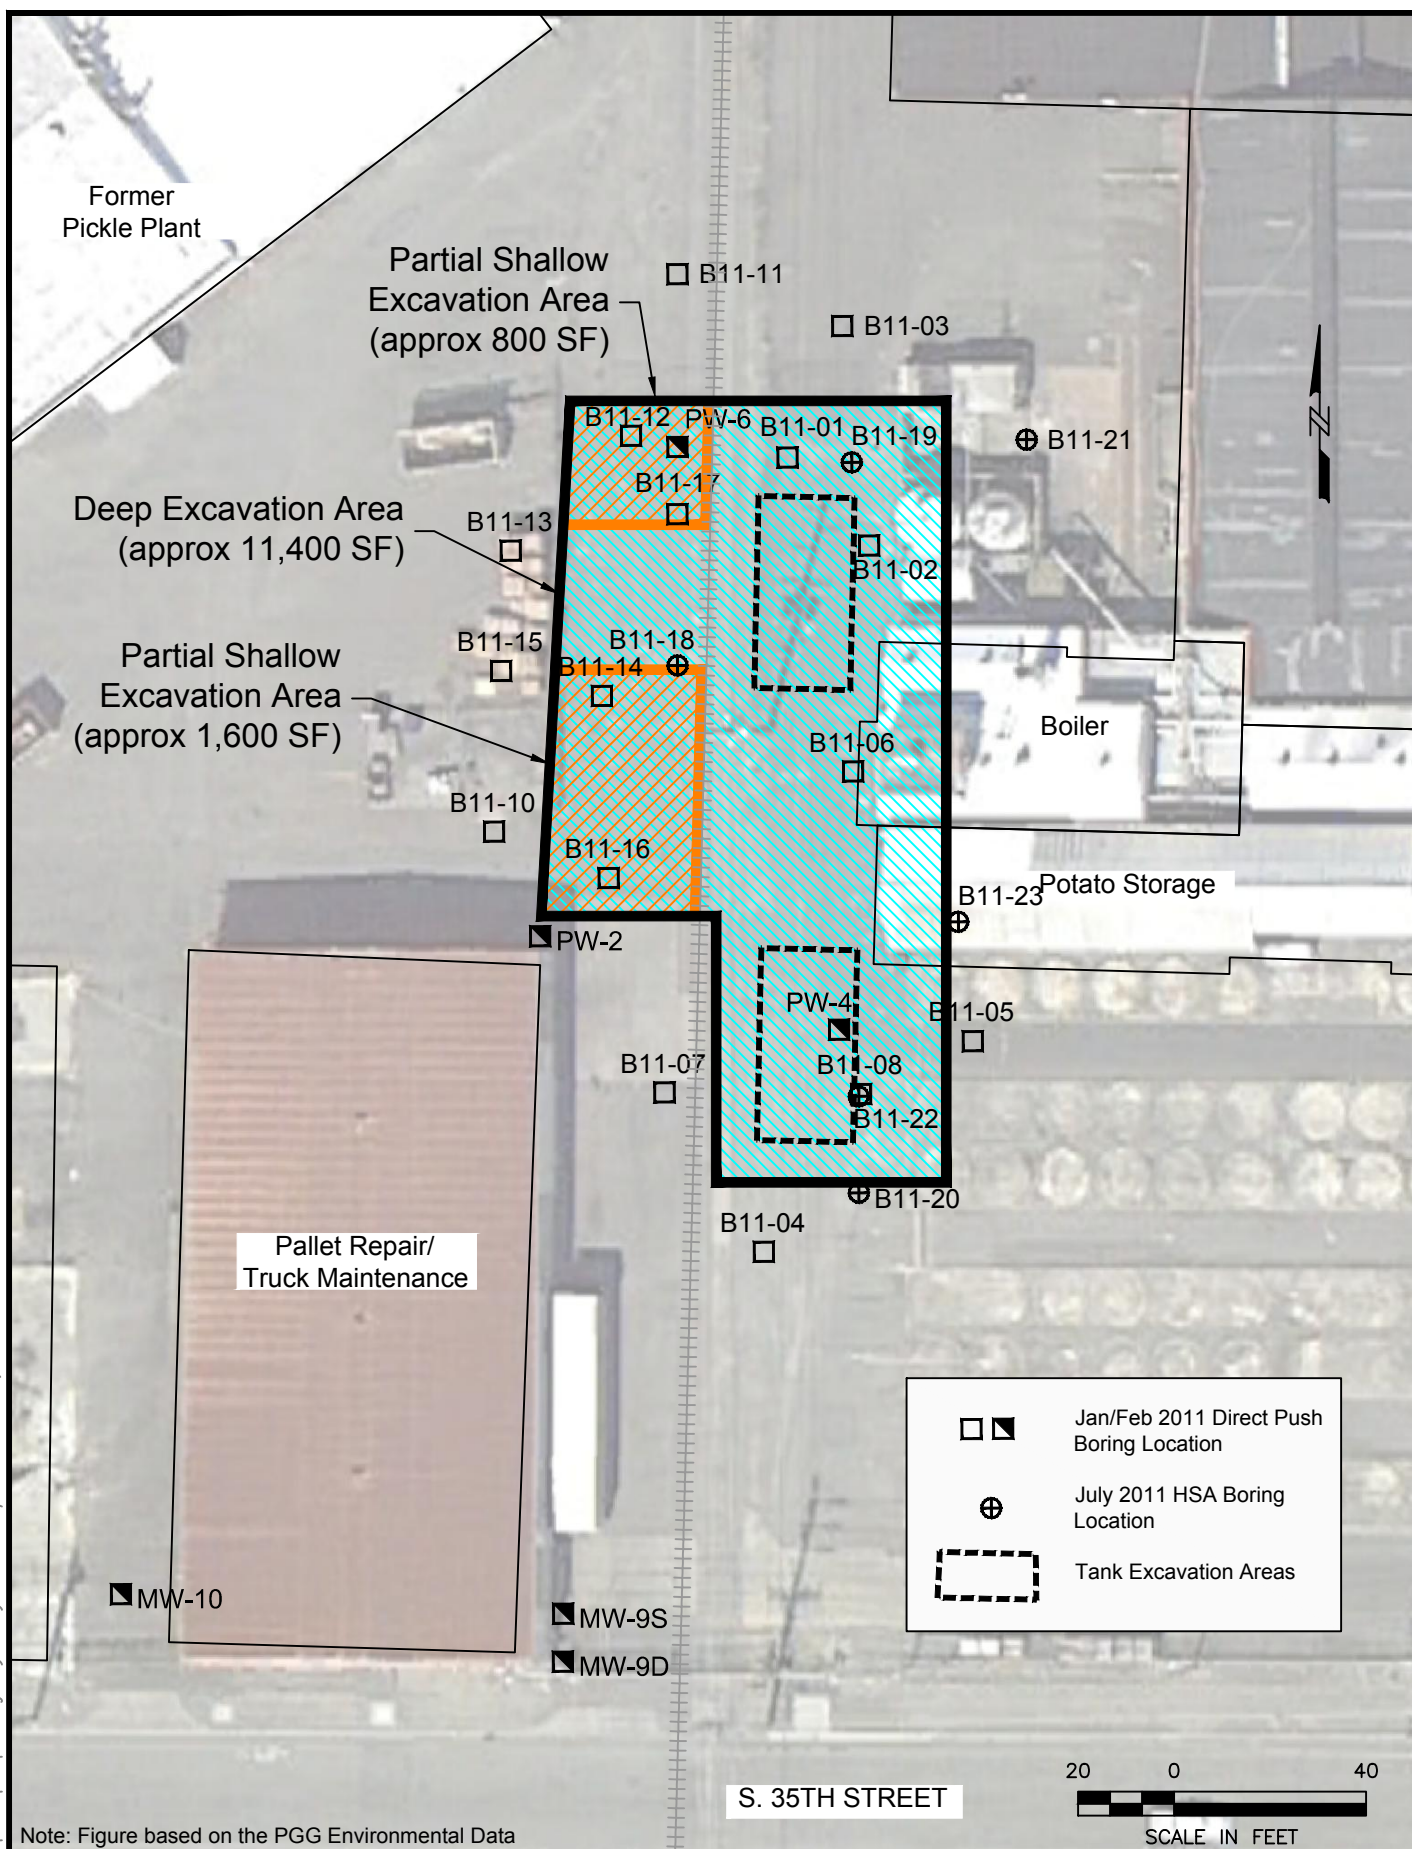 Former
Pickle Plant
Partial Shallow
Excavation Area
(approx 800 SF)
B11-11
B11-03
B11-12
PW-6
B11-01
B11-19
B11-21
B11-17
Deep Excavation Area
(approx 11,400 SF)
B11-13
B11-02
B11-15
B11-18
B11-14
Partial Shallow
Excavation Area
(approx 1,600 SF)
Boiler
B11-06
B11-10
B11-16
Potato Storage
B11-23
PW-2
PW-4
B11-05
B11-07
B11-08
B11-22
B11-20
B11-04
Pallet Repair/
Truck Maintenance
N
Jan/Feb 2011 Direct Push
Boring Location
July 2011 HSA Boring
Location
Tank Excavation Areas
MW-10
MW-9S
MW-9D
S. 35TH STREET
20 0 40
SCALE IN FEET
Note: Figure based on the PGG Environmental Data